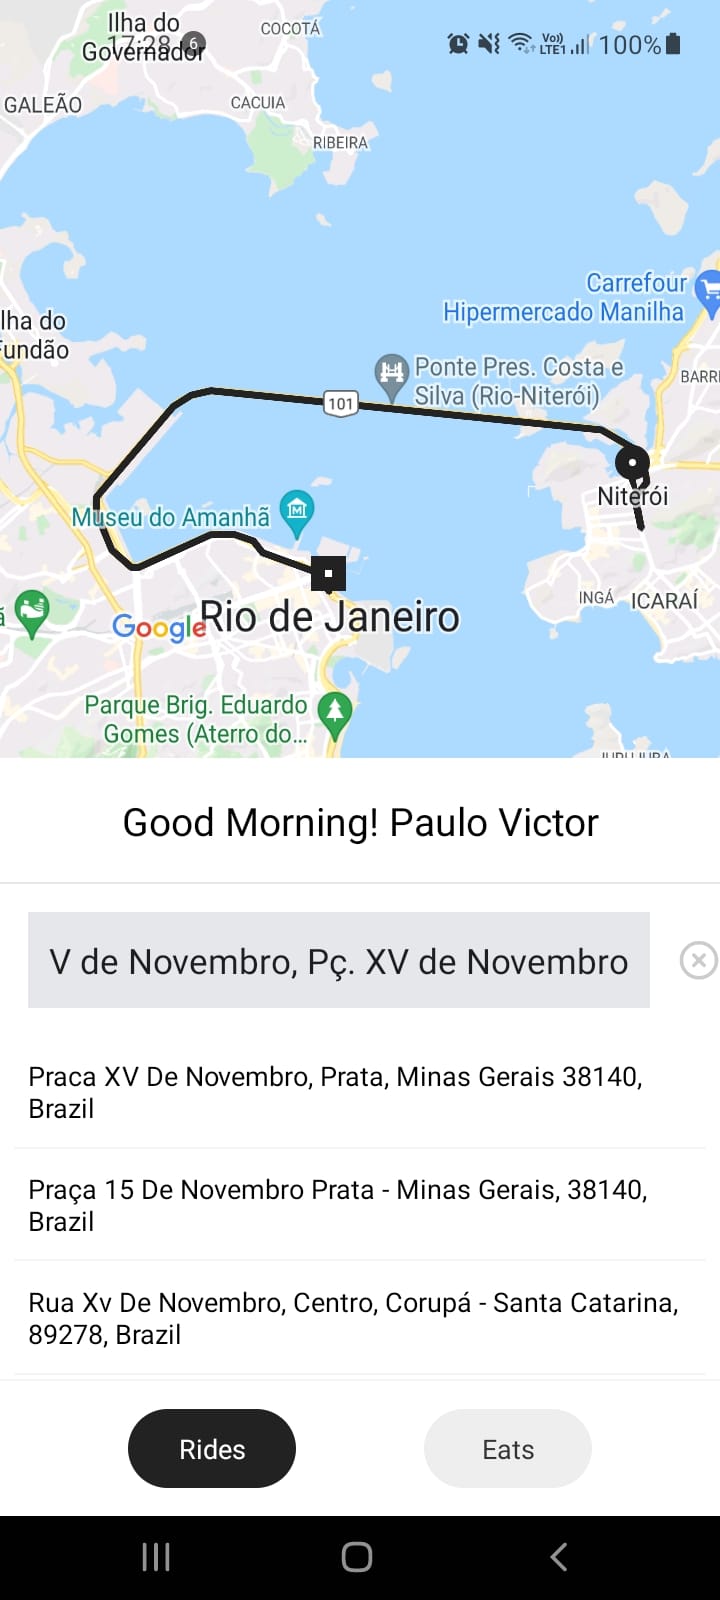 Ilha do
Governador
17:28
6
Vo))
LTE1
100%
COCOTÁ
GALEÃO
CACUIA
RIBEIRA
Carrefour
Hipermercado Manilha
lha do
undão
Ponte Pres. Costa e
Silva (Rio-Niterói)
BARR
101
Niterói
Museu do Amanhã
INGÁ
ICARAÍ
Google
Rio de Janeiro
Parque Brig. Eduardo
Gomes (Aterro do...
Good Morning! Paulo Victor
V de Novembro, Pç. XV de Novembro
Praca XV De Novembro, Prata, Minas Gerais 38140,
Brazil
Praça 15 De Novembro Prata - Minas Gerais, 38140,
Brazil
Rua Xv De Novembro, Centro, Corupá - Santa Catarina,
89278, Brazil
Rides
Eats